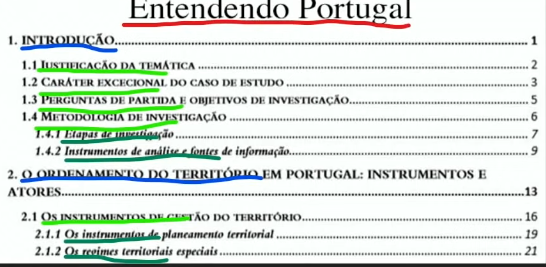 Entendendo Portugal
1. INTRODUÇÃO.......................................................... 1
1.1 JUSTIFICAÇÃO DA TEMÁTICA .......................................................... 2
1.2 CARÁTER EXCECIONAL DO CASO DE ESTUDO .......................................................... 3
1.3 PERGUNTAS DE PARTIDA E OBJETIVOS DE INVESTIGAÇÃO.......................................................... 5
1.4 METODOLOGIA DE INVESTIGAÇÃO .......................................................... 6
1.4.1 Etapas de investigação .......................................................... 7
1.4.2 Instrumentos de análise e fontes de informação.......................................................... 9
2. O ORDENAMENTO DO TERRITÓRIO EM PORTUGAL: INSTRUMENTOS E
ATORES..........................................................13
2.1 OS INSTRUMENTOS DE GESTÃO DO TERRITÓRIO.......................................................... 16
2.1.1 Os instrumentos de planeamento territorial .......................................................... 19
2.1.2 Os regimes territoriais especiais .......................................................... 21